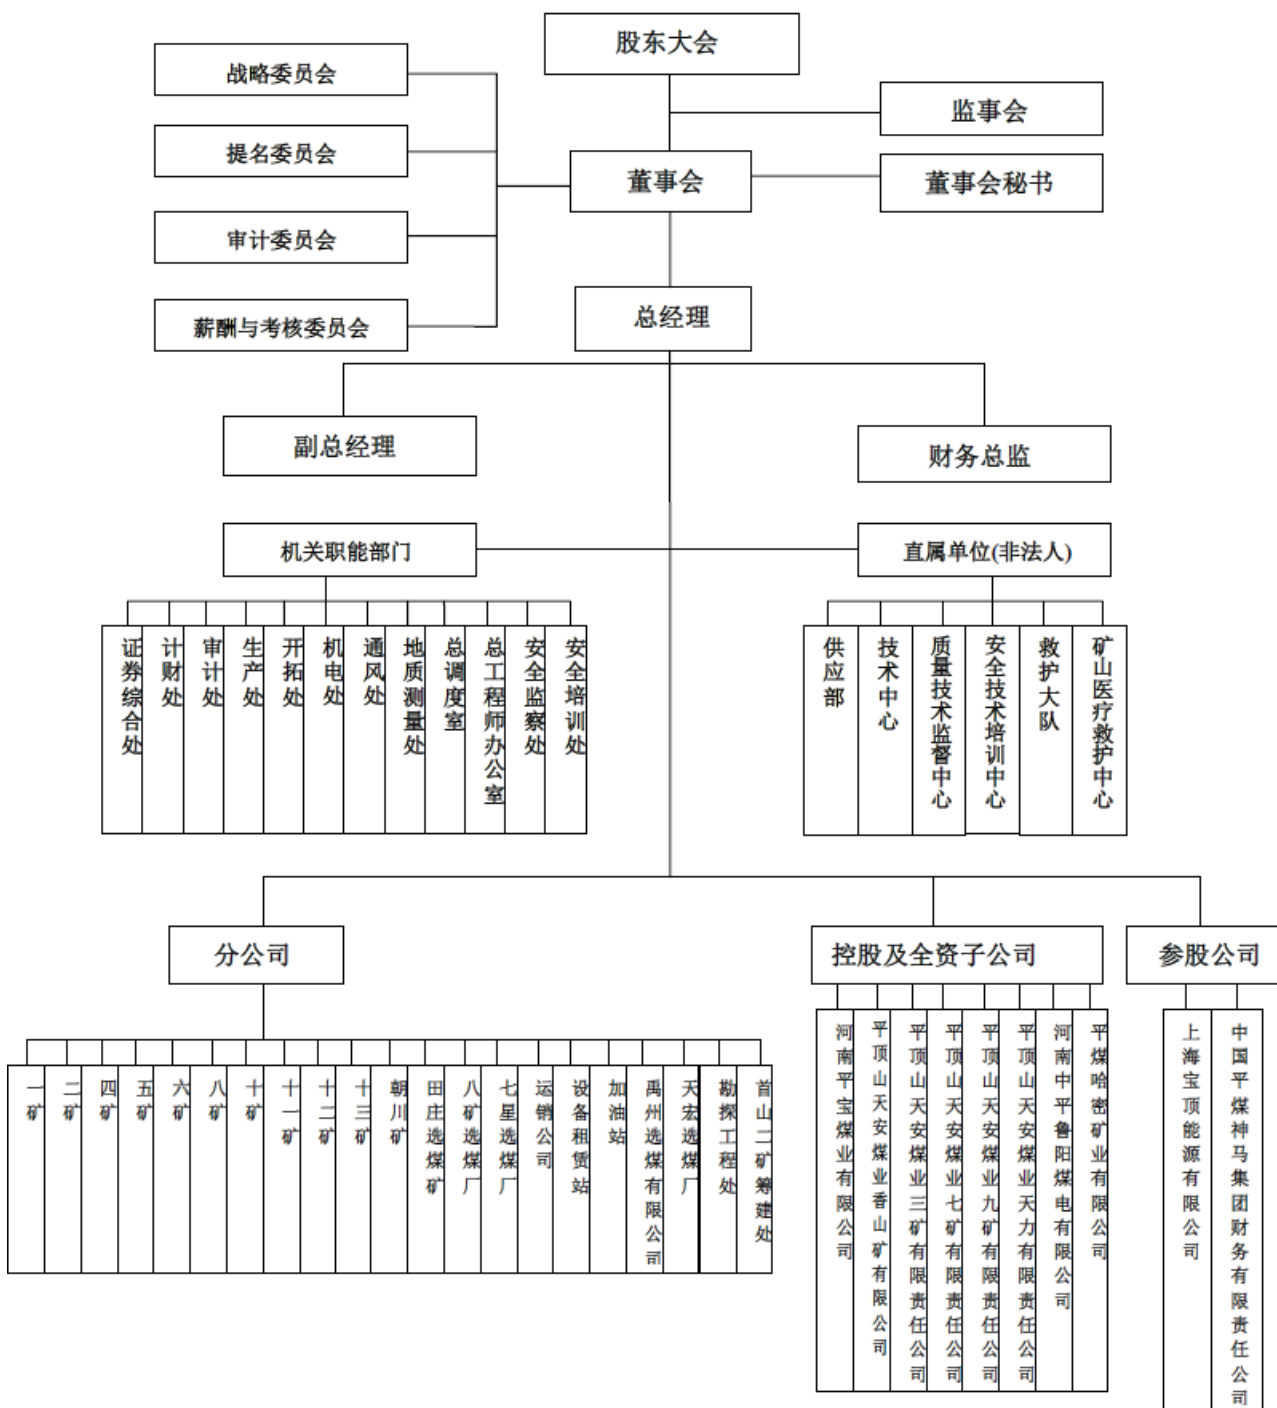 股东大会
战略委员会
监事会
提名委员会
董事会
董事会秘书
审计委员会
总经理
薪酬与考核委员会
副总经理
财务总监
机关职能部门
直属单位(非法人)
证券综合处
计财处
审计处
生产处
开拓处
机电处
通风处
地质测量处
总调度室
总工程师办公室
安全监察处
安全培训处
供应部
技术中心
质量技术监督中心
安全技术培训中心
救护大队
矿山医疗救护中心
分公司
控股及全资子公司
参股公司
一矿
二矿
四矿
五矿
六矿
八矿
十矿
十一矿
十二矿
十三矿
朝川矿
田庄选煤矿
八矿选煤厂
七星选煤厂
运销公司
设备租赁站
加油站
禹州选煤有限公司
天宏选煤厂
勘探工程处
首山二矿筹建处
河南平宝煤业有限公司
平顶山天安煤业香山矿有限公司
平顶山天安煤业三矿有限责任公司
平顶山天安煤业七矿有限责任公司
平顶山天安煤业九矿有限责任公司
平顶山天安煤业天力有限责任公司
河南中平鲁阳煤电有限公司
平煤哈密矿业有限公司
上海宝顶能源有限公司
中国平煤神马集团财务有限责任公司